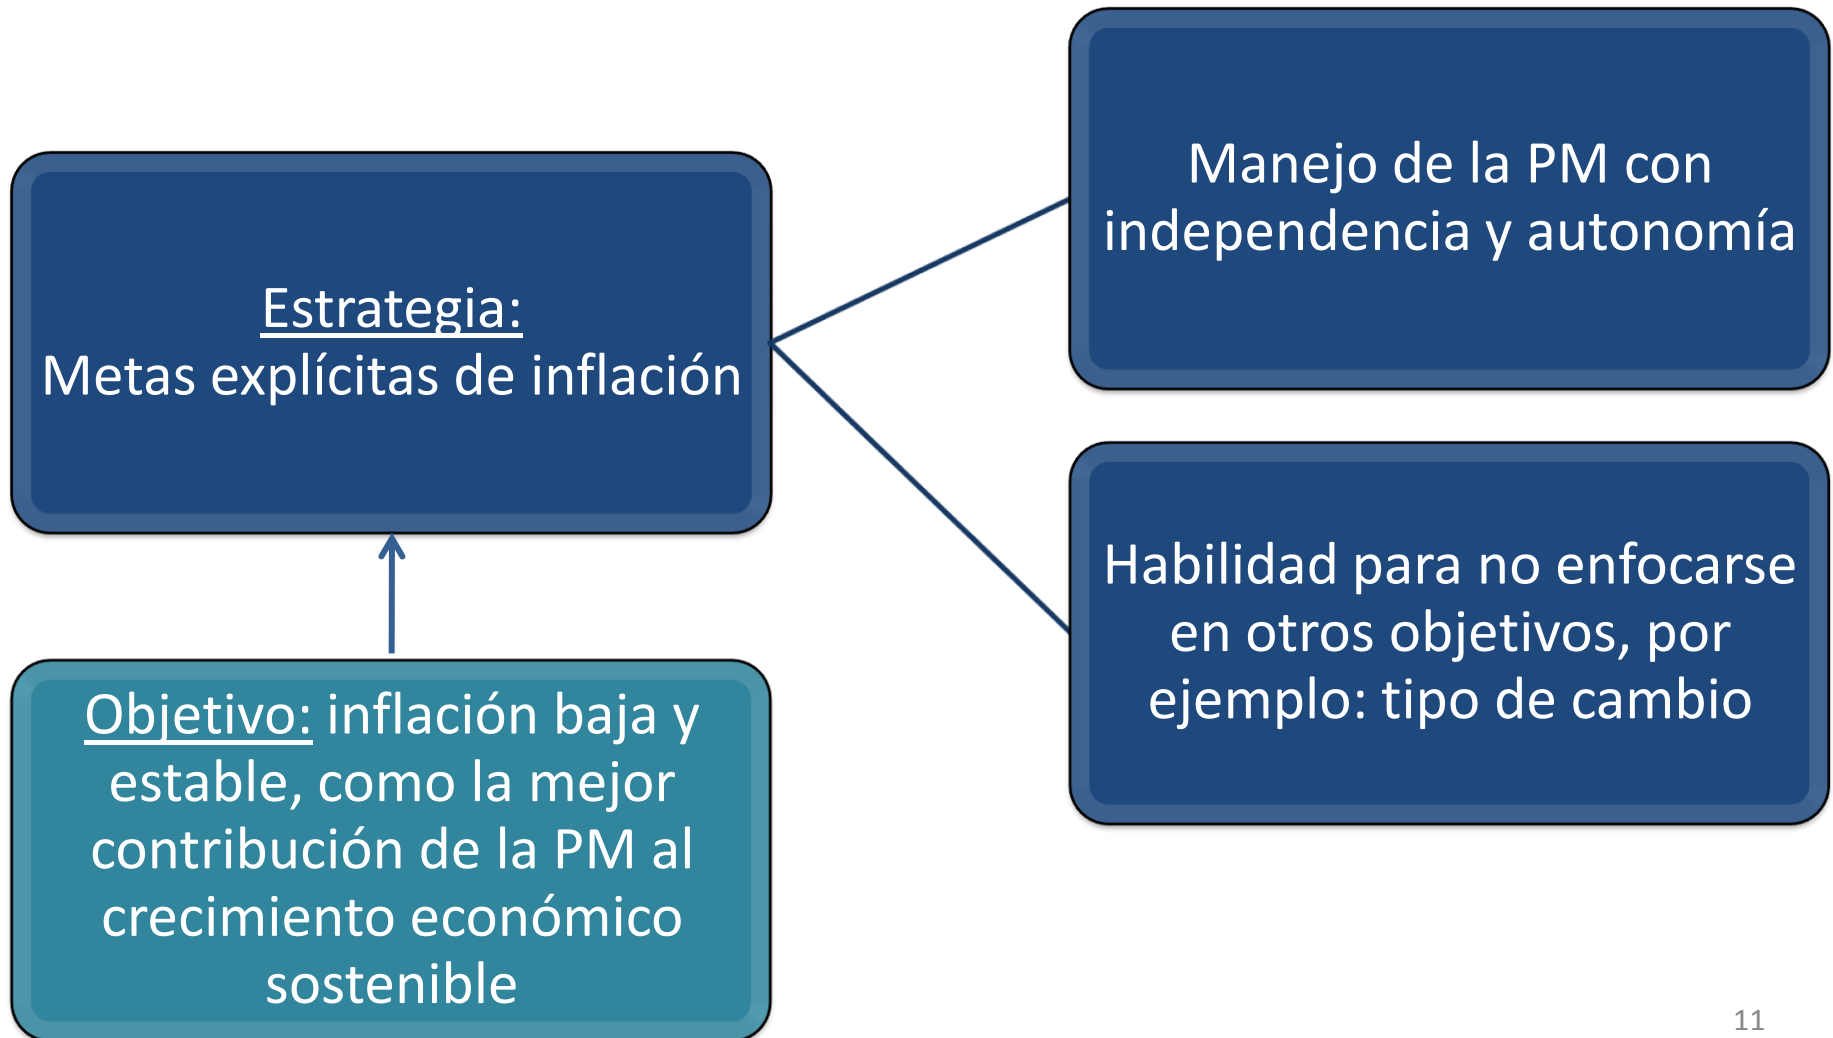 Estrategia:
Metas explícitas de inflación
Manejo de la PM con
independencia y autonomía
Habilidad para no enfocarse
en otros objetivos, por
ejemplo: tipo de cambio
Objetivo: inflación baja y
estable, como la mejor
contribución de la PM al
crecimiento económico
sostenible
11